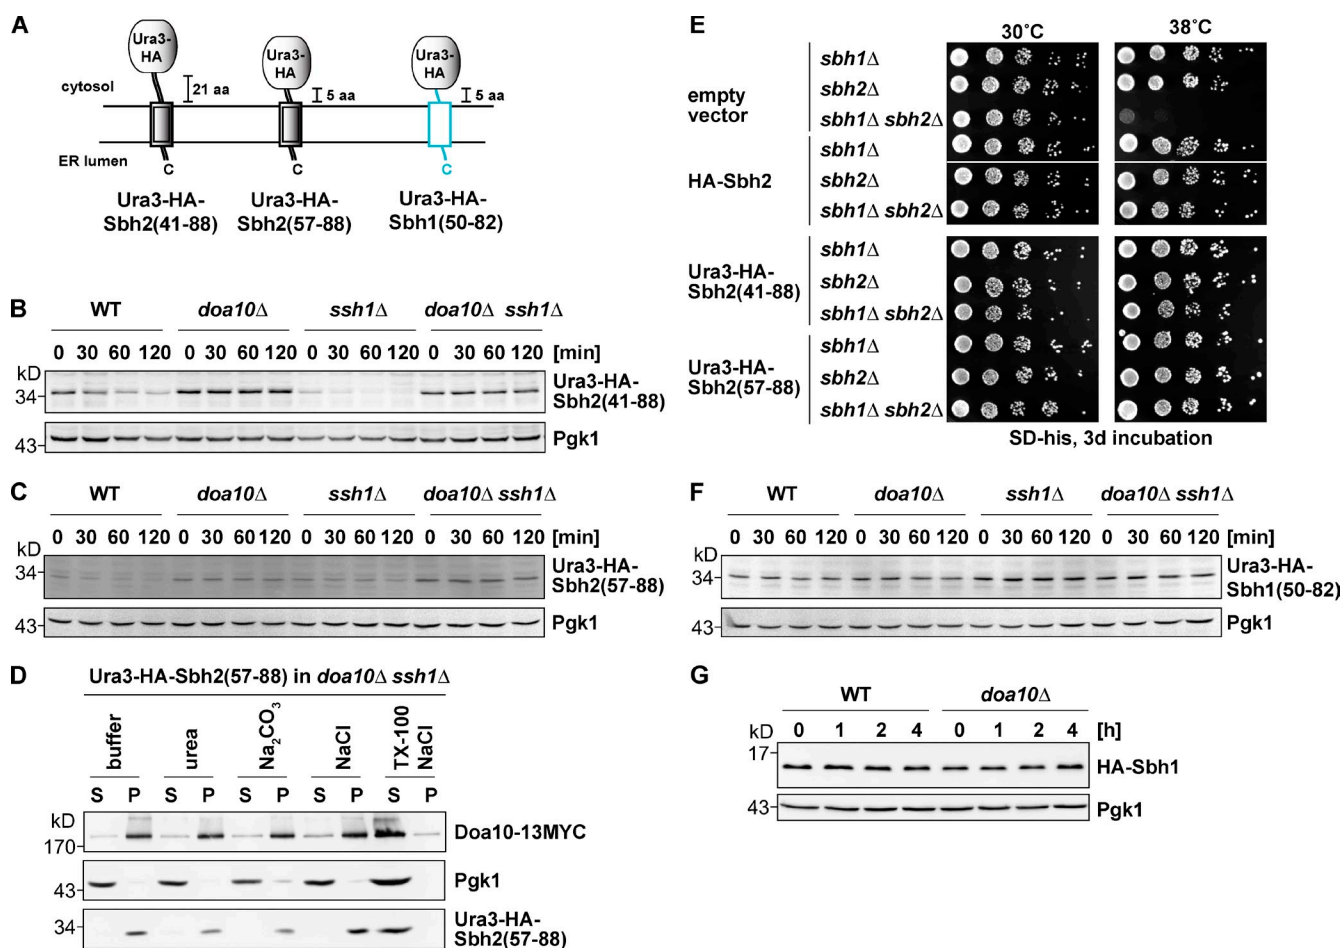 A
Ura3-
HA
Ura3-
HA
Ura3-
HA
cytosol
21 aa
5 aa
5 aa
ER lumen
C
C
C
Ura3-HA-
Sbh2(41-88)
Ura3-HA-
Sbh2(57-88)
Ura3-HA-
Sbh1(50-82)
B
WT doa10Δ ssh1Δ doa10Δ ssh1Δ
0 30 60 120 0 30 60 120 0 30 60 120 0 30 60 120 [min]
kD
34
Ura3-HA-
Sbh2(41-88)
43
Pgk1
C
WT doa10Δ ssh1Δ doa10Δ ssh1Δ
0 30 60 120 0 30 60 120 0 30 60 120 0 30 60 120 [min]
kD
34
Ura3-HA-
Sbh2(57-88)
43
Pgk1
D
Ura3-HA-Sbh2(57-88) in doa10Δ ssh1Δ
buffer
urea
Na2CO3
NaCl
TX-100
NaCl
S P S P S P S P S P
kD
170
Doa10-13MYC
43
Pgk1
34
Ura3-HA-
Sbh2(57-88)
E
30˚C 38˚C
empty
vector
sbh1Δ
sbh2Δ
sbh1Δ sbh2Δ
HA-Sbh2
sbh1Δ
sbh2Δ
sbh1Δ sbh2Δ
Ura3-HA-
Sbh2(41-88)
sbh1Δ
sbh2Δ
sbh1Δ sbh2Δ
Ura3-HA-
Sbh2(57-88)
sbh1Δ
sbh2Δ
sbh1Δ sbh2Δ
SD-his, 3d incubation
F
WT doa10Δ ssh1Δ doa10Δ ssh1Δ
0 30 60 120 0 30 60 120 0 30 60 120 0 30 60 120 [min]
kD
34
Ura3-HA-
Sbh1(50-82)
43
Pgk1
G
WT doa10Δ
0 1 2 4 0 1 2 4 [h]
kD
17
HA-Sbh1
43
Pgk1